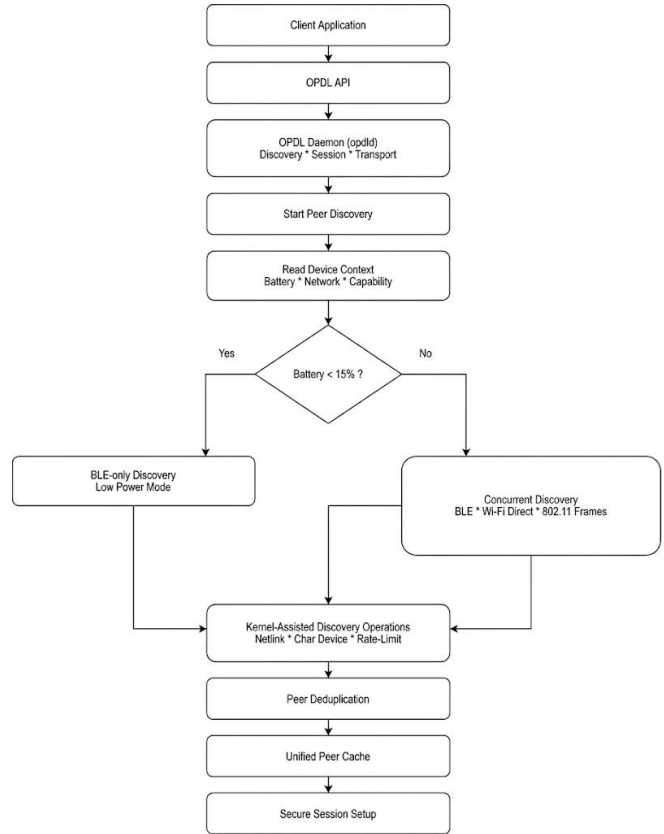 Client Application
OPDL API
OPDL Daemon (opdld)
Discovery * Session * Transport
Start Peer Discovery
Read Device Context
Battery * Network * Capability
Yes
No
Battery < 15% ?
BLE-only Discovery
Low Power Mode
Concurrent Discovery
BLE * Wi-Fi Direct * 802.11 Frames
Kernel-Assisted Discovery Operations
Netlink * Char Device * Rate-Limit
Peer Deduplication
Unified Peer Cache
Secure Session Setup